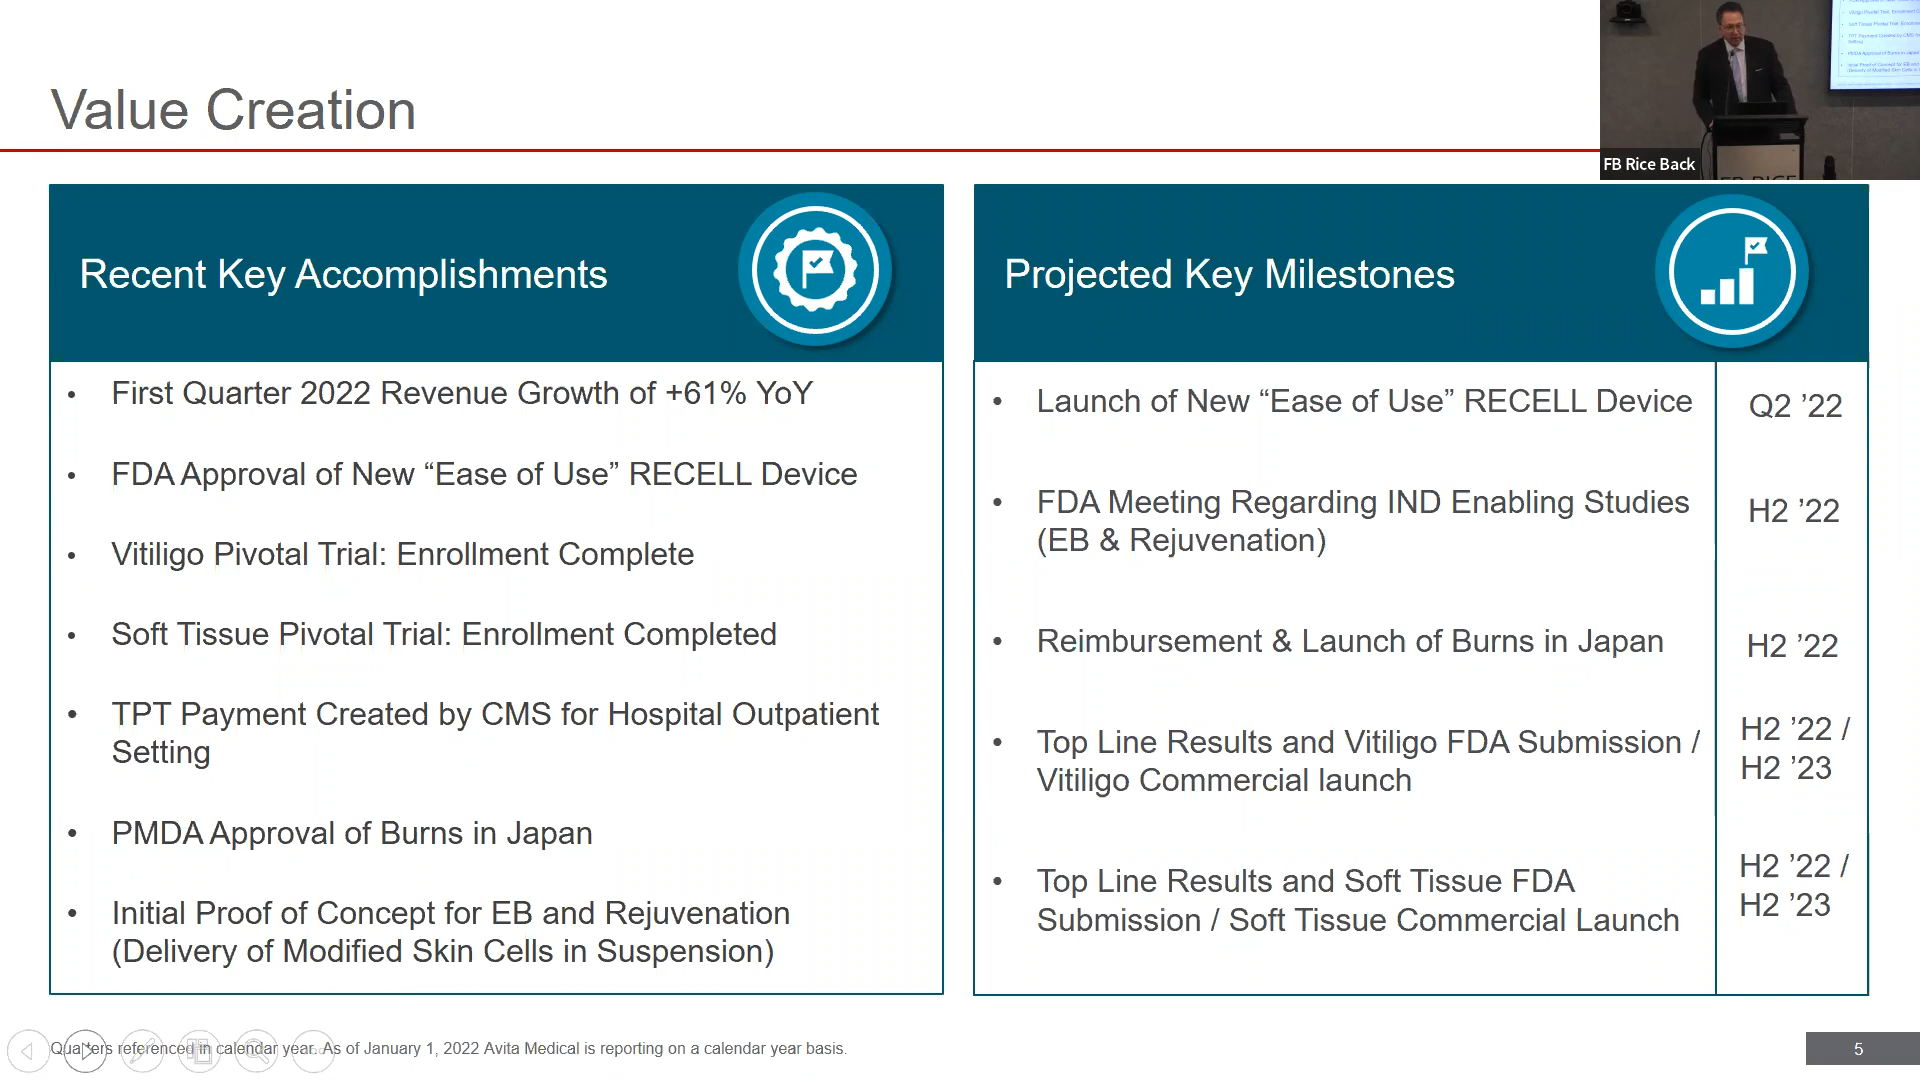 Value Creation
FB Rice Back
Recent Key Accomplishments
• First Quarter 2022 Revenue Growth of +61% YoY
• FDA Approval of New “Ease of Use” RECELL Device
• Vitiligo Pivotal Trial: Enrollment Complete
• Soft Tissue Pivotal Trial: Enrollment Completed
• TPT Payment Created by CMS for Hospital Outpatient
Setting
• PMDA Approval of Burns in Japan
• Initial Proof of Concept for EB and Rejuvenation
(Delivery of Modified Skin Cells in Suspension)
Projected Key Milestones
• Launch of New “Ease of Use” RECELL Device
Q2 ’22
• FDA Meeting Regarding IND Enabling Studies
(EB & Rejuvenation)
H2 ’22
• Reimbursement & Launch of Burns in Japan
H2 ’22
• Top Line Results and Vitiligo FDA Submission /
Vitiligo Commercial launch
H2 ’22 /
H2 ’23
• Top Line Results and Soft Tissue FDA
Submission / Soft Tissue Commercial Launch
H2 ’22 /
H2 ’23
Quarters referenced in calendar year. As of January 1, 2022 Avita Medical is reporting on a calendar year basis.
5